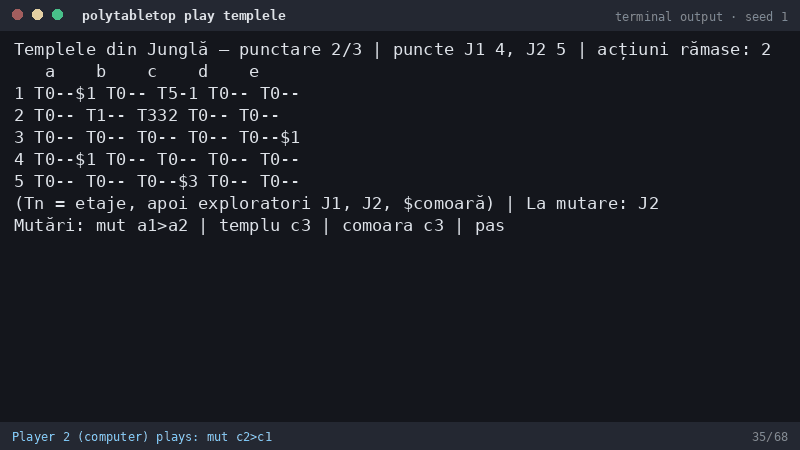 polytabletop play templele
terminal output · seed 1
Templele din Junglă — punctare 2/3 | puncte J1 4, J2 5 | acțiuni rămase: 2
a b c d e
1 T0--$1 T0-- T5-1 T0-- T0--
2 T0-- T1-- T332 T0-- T0--
3 T0-- T0-- T0-- T0-- T0--$1
4 T0--$1 T0-- T0-- T0-- T0--
5 T0-- T0-- T0--$3 T0-- T0--
(Tn = etaje, apoi exploratori J1, J2, $comoară) | La mutare: J2
Mutări: mut a1>a2 | templu c3 | comoara c3 | pas
Player 2 (computer) plays: mut c2>c1
35/68